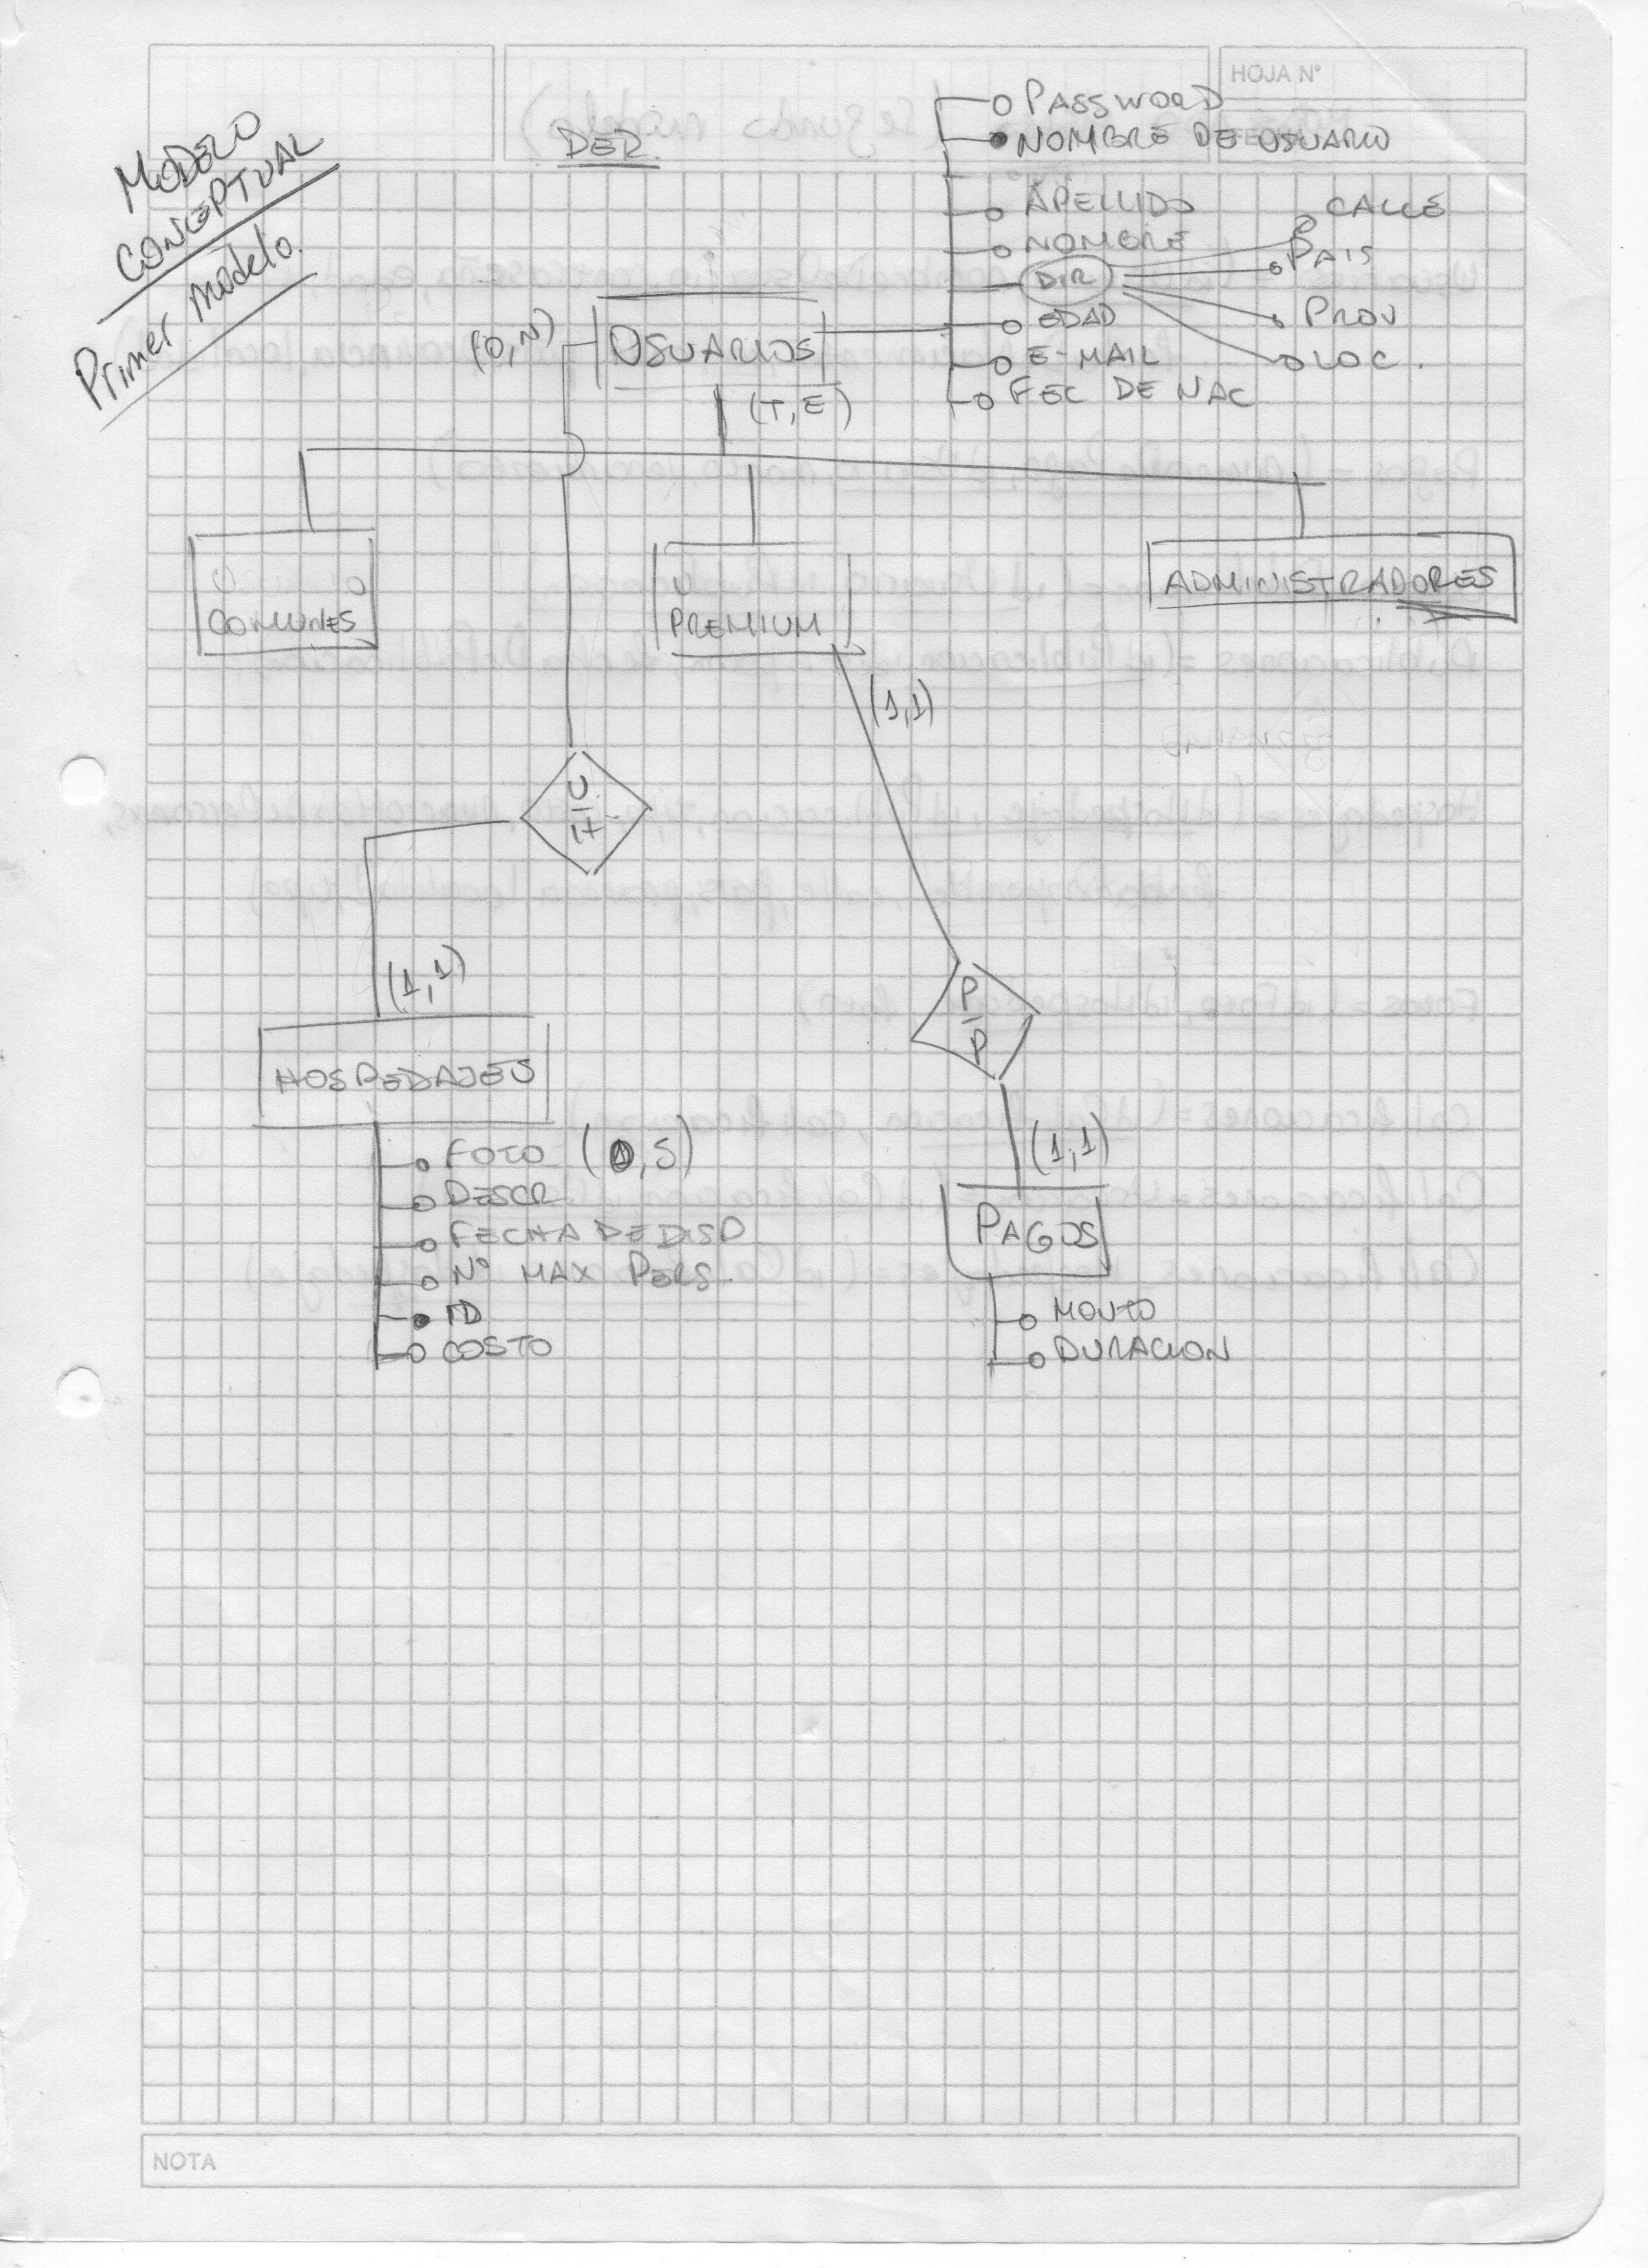 HOJA N°
MODELO
CONCEPTUAL
Primer modelo.
DER
PASSWORD
NOMBRE DE USUARIO
APELLIDO
NOMBRE
DIR
CALLE
PAIS
PROV
LOC.
EDAD
E-MAIL
FEC DE NAC
(0,N)
USUARIOS
(T,E)
U
COMUNES
U
PREMIUM
ADMINISTRADORES
(1,1)
U
H
(1,1)
P
P
HOSPEDAJES
(1,1)
FOTO (1,5)
DESCR
FECHA DE DISP
N° MAX PERS.
ID
COSTO
PAGOS
MONTO
DURACION
NOTA